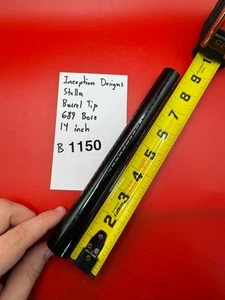 Inception Designs
Stella
Barrel Tip
.689 Bore
14 inch
B 1150
2 3 4 5 6 7 8 9